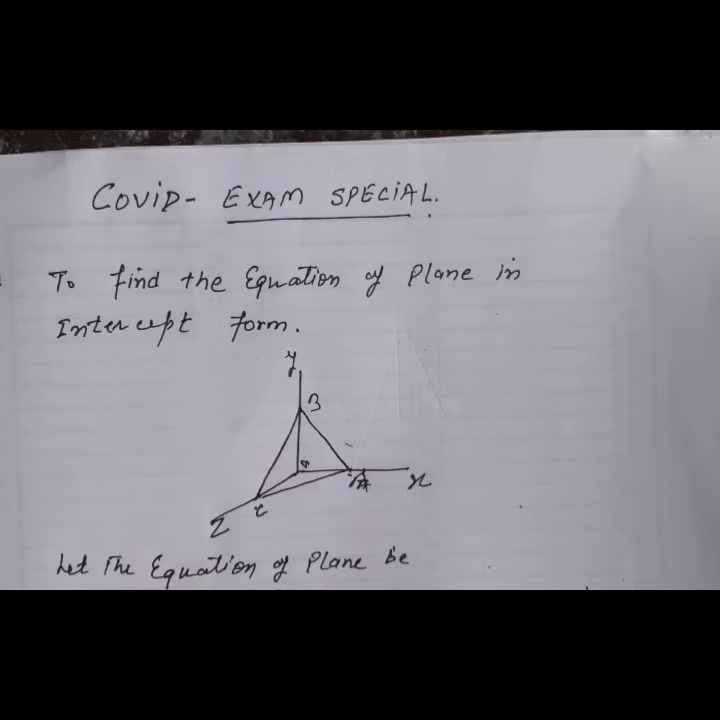 COVID- EXAM SPECIAL.
To find the Equation of Plane in
Intercept form.
y
B
O
A
x
C
Z
Let The Equation of Plane be